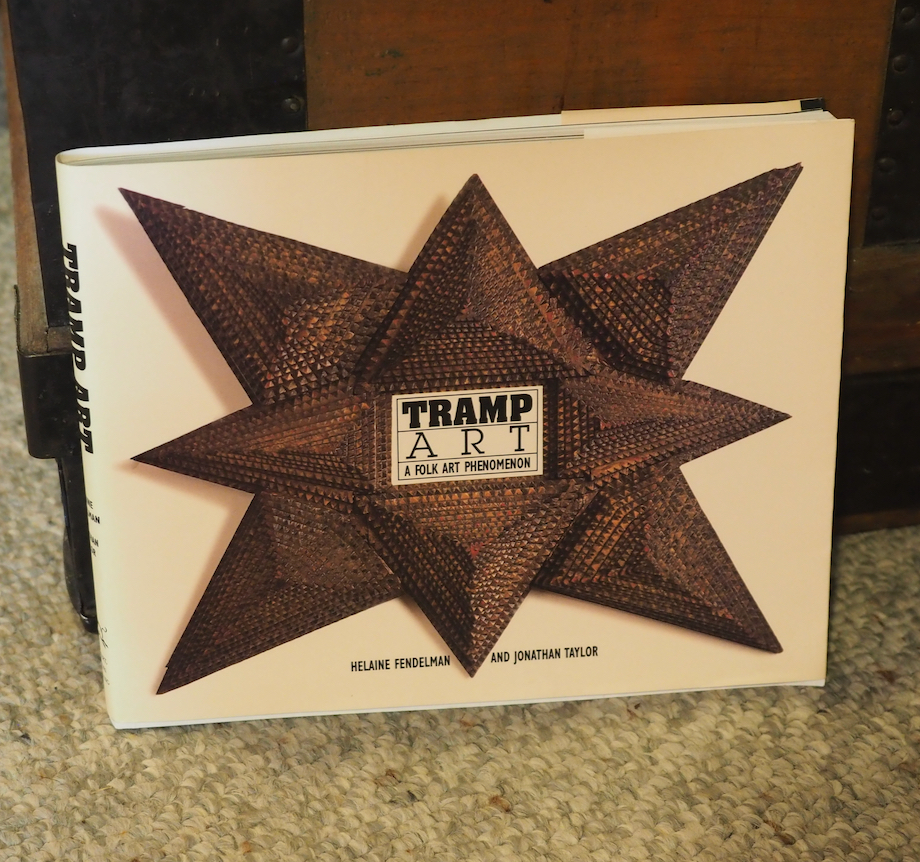 TRAMP
ART
A FOLK ART PHENOMENON
HELAINE FENDELMAN AND JONATHAN TAYLOR
TRAMP ART